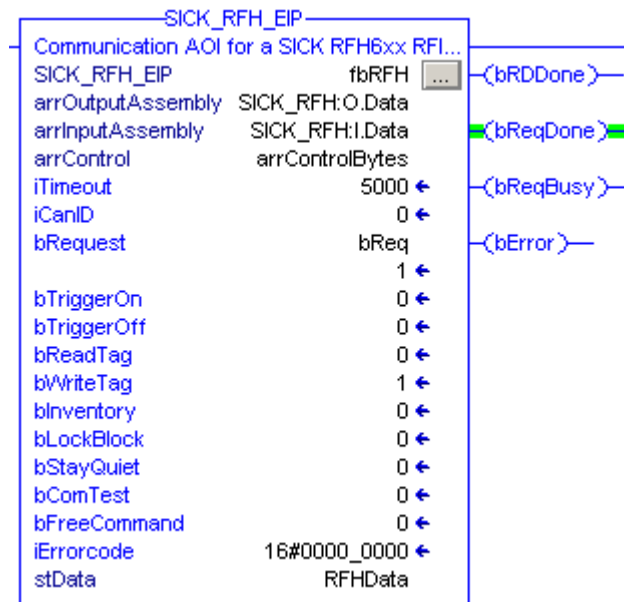 SICK_RFH_EIP
Communication AOI for a SICK RFH6xx RFI...
SICK_RFH_EIP fbRFH ... (bRDDone)
arrOutputAssembly SICK_RFH:O.Data
arrInputAssembly SICK_RFH:I.Data (bReqDone)
arrControl arrControlBytes
iTimeout 5000 (bReqBusy)
iCanID 0
bRequest bReq (bError)
1
bTriggerOn 0
bTriggerOff 0
bReadTag 0
bWriteTag 1
bInventory 0
bLockBlock 0
bStayQuiet 0
bComTest 0
bFreeCommand 0
iErrorcode 16#0000_0000
stData RFHData